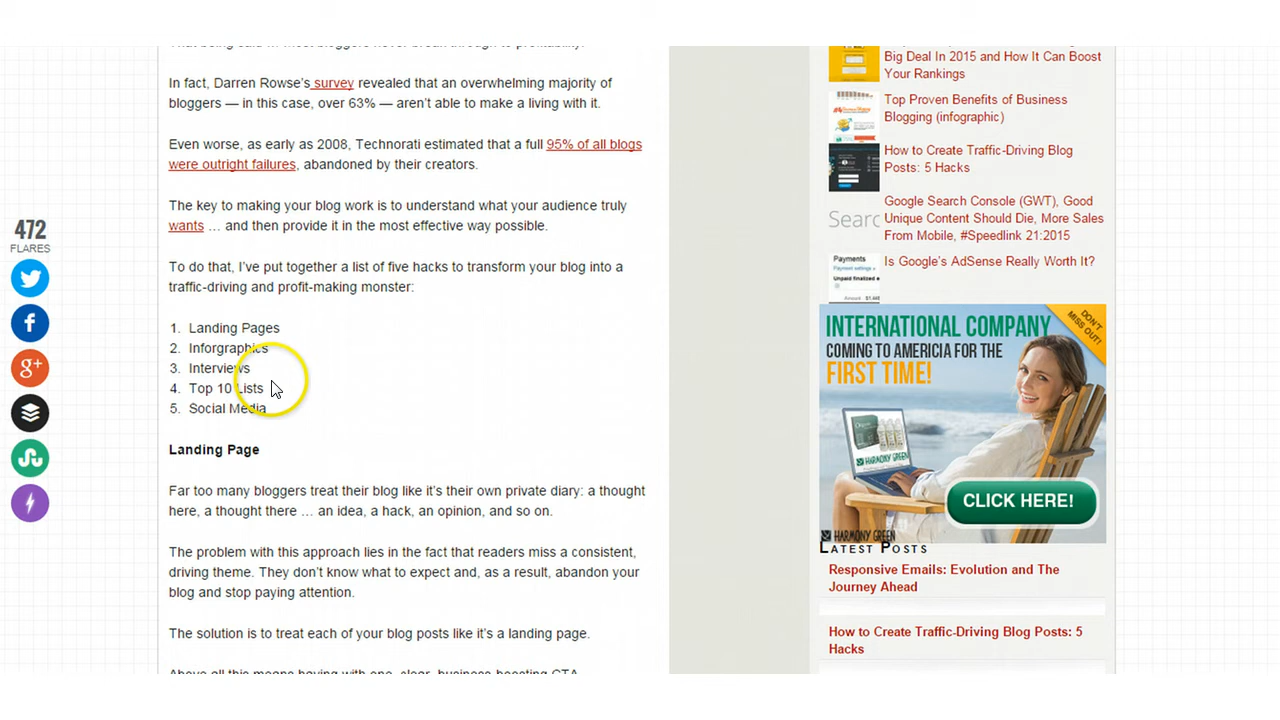 In fact, Darren Rowse's survey revealed that an overwhelming majority of
bloggers — in this case, over 63% — aren't able to make a living with it.
Even worse, as early as 2008, Technorati estimated that a full 95% of all blogs
were outright failures, abandoned by their creators.
The key to making your blog work is to understand what your audience truly
wants … and then provide it in the most effective way possible.
To do that, I've put together a list of five hacks to transform your blog into a
traffic-driving and profit-making monster:
1. Landing Pages
2. Inforgraphics
3. Interviews
4. Top 10 Lists
5. Social Media
Landing Page
Far too many bloggers treat their blog like it's their own private diary: a thought
here, a thought there … an idea, a hack, an opinion, and so on.
The problem with this approach lies in the fact that readers miss a consistent,
driving theme. They don't know what to expect and, as a result, abandon your
blog and stop paying attention.
The solution is to treat each of your blog posts like it's a landing page.
472
FLARES
f
g+
Big Deal In 2015 and How It Can Boost
Your Rankings
Top Proven Benefits of Business
Blogging (infographic)
How to Create Traffic-Driving Blog
Posts: 5 Hacks
Searc
Google Search Console (GWT), Good
Unique Content Should Die, More Sales
From Mobile, #Speedlink 21:2015
Payments
Payment settings
Unpaid finalized e
Is Google's AdSense Really Worth It?
INTERNATIONAL COMPANY
COMING TO AMERICIA FOR THE
FIRST TIME!
DON'T
MISS OUT!
HARMONY GREEN
CLICK HERE!
HARMONY GREEN
Latest Posts
Responsive Emails: Evolution and The
Journey Ahead
How to Create Traffic-Driving Blog Posts: 5
Hacks